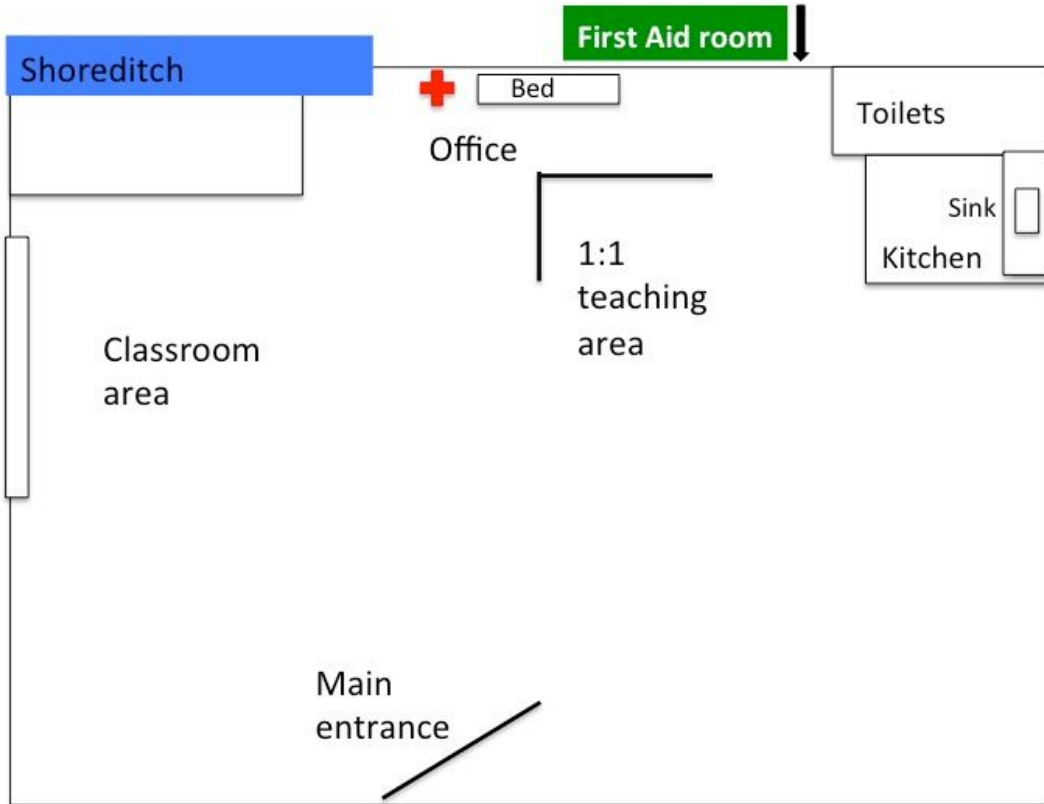 First Aid room
Shoreditch
Bed
Toilets
Office
Sink
Kitchen
1:1
teaching
area
Classroom
area
Main
entrance